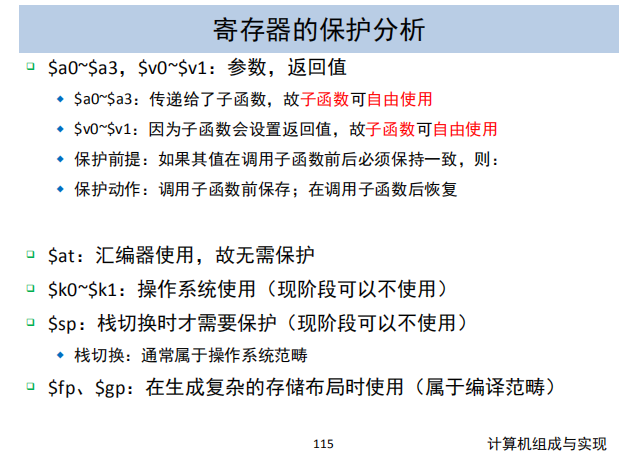 寄存器的保护分析
$a0~$a3，$v0~$v1：参数，返回值
$a0~$a3：传递给了子函数，故子函数可自由使用
$v0~$v1：因为子函数会设置返回值，故子函数可自由使用
保护前提：如果其值在调用子函数前后必须保持一致，则：
保护动作：调用子函数前保存；在调用子函数后恢复
$at：汇编器使用，故无需保护
$k0~$k1：操作系统使用（现阶段可以不使用）
$sp：栈切换时才需要保护（现阶段可以不使用）
栈切换：通常属于操作系统范畴
$fp、$gp：在生成复杂的存储布局时使用（属于编译范畴）
115
计算机组成与实现